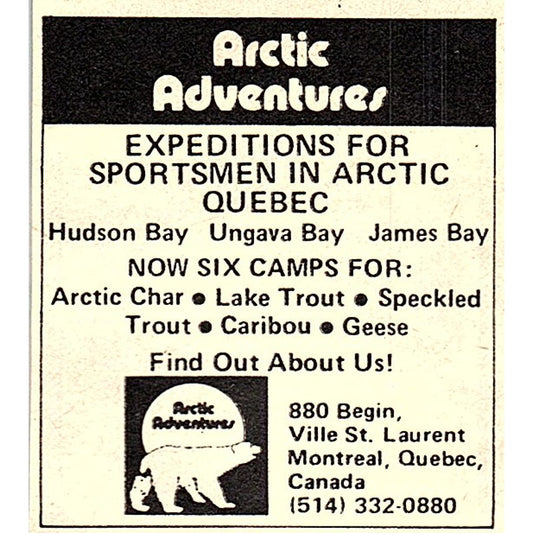 Arctic
Adventures
EXPEDITIONS FOR
SPORTSMEN IN ARCTIC
QUEBEC
Hudson Bay Ungava Bay James Bay
NOW SIX CAMPS FOR:
Arctic Char • Lake Trout • Speckled
Trout • Caribou • Geese
Find Out About Us!
Arctic
Adventures
880 Begin,
Ville St. Laurent
Montreal, Quebec,
Canada
(514) 332-0880